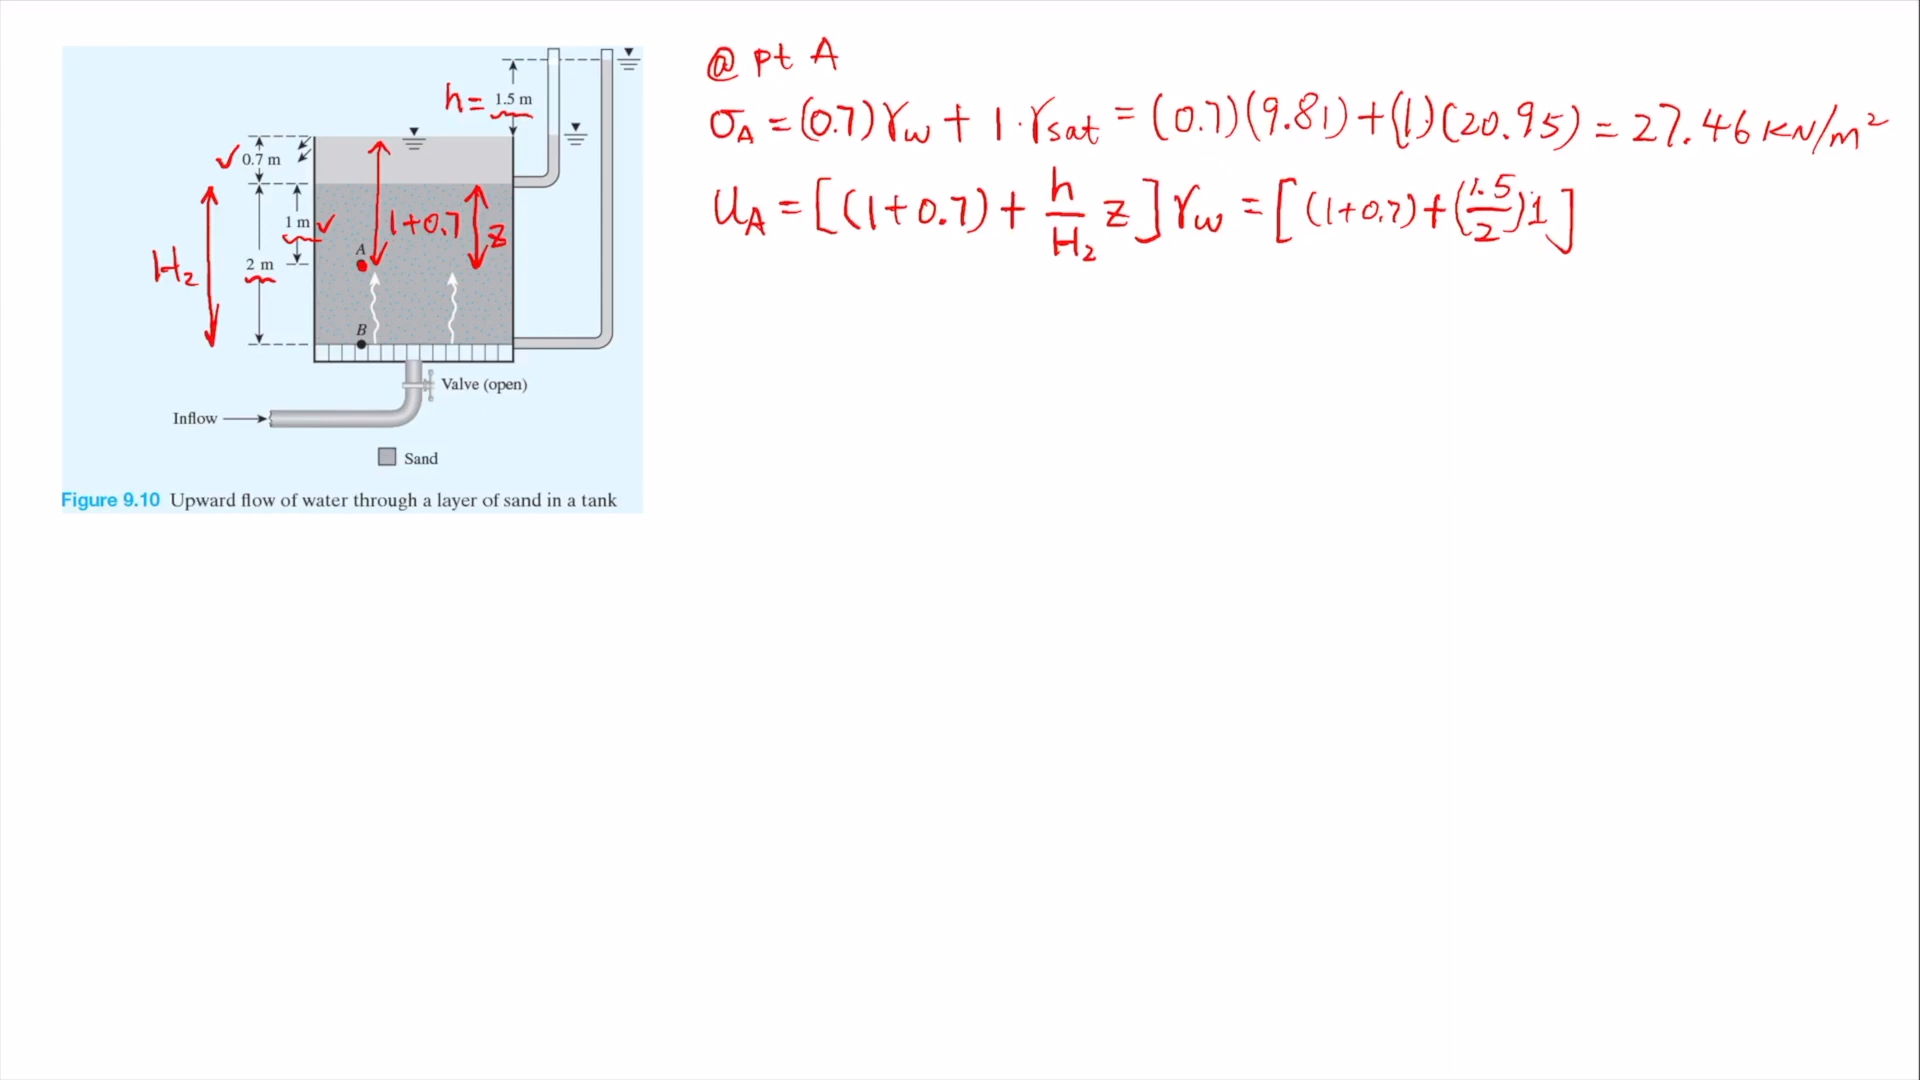 @ pt A
σA = (0.7)γw + 1·γsat = (0.7)(9.81)+(1)(20.95) = 27.46 KN/m²
uA = [(1+0.7) + h/H₂ z]γw = [(1+0.7)+(1.5/2)1]
h = 1.5 m
0.7 m
1 m
1+0.7
z
A
H₂
2 m
B
Valve (open)
Inflow
Sand
Figure 9.10 Upward flow of water through a layer of sand in a tank